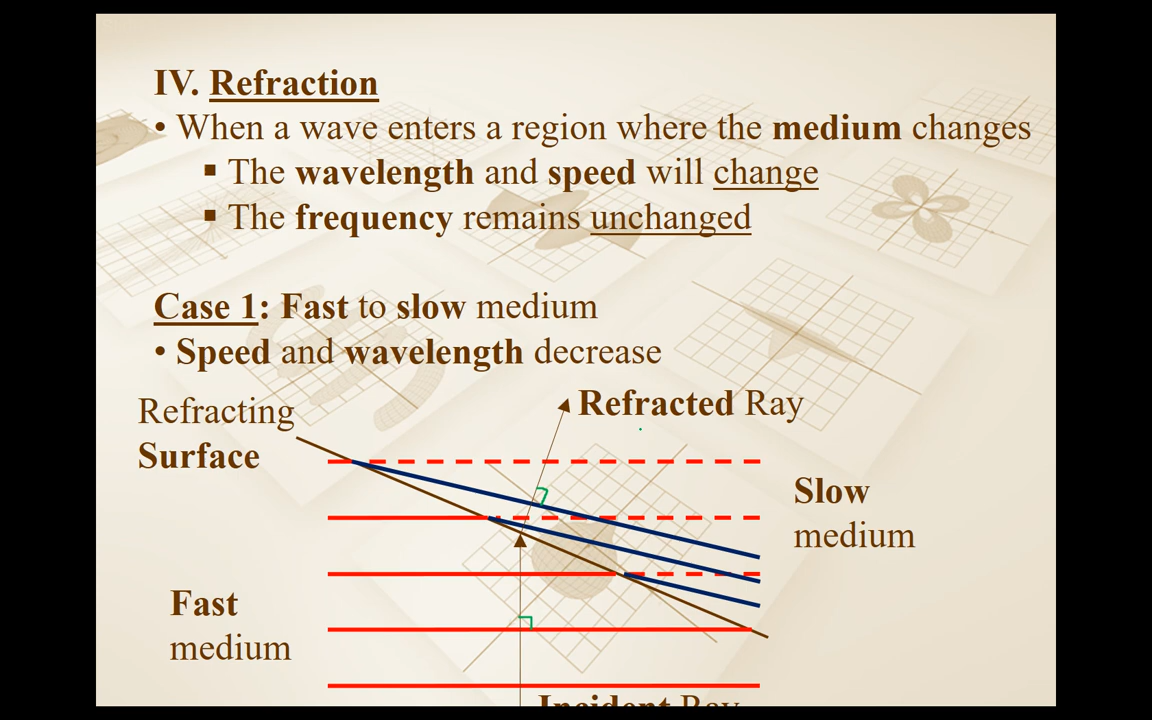 IV. Refraction
• When a wave enters a region where the medium changes
▪ The wavelength and speed will change
▪ The frequency remains unchanged
Case 1: Fast to slow medium
• Speed and wavelength decrease
Refracting
Surface
Refracted Ray
Slow
medium
Fast
medium
Incident Ray